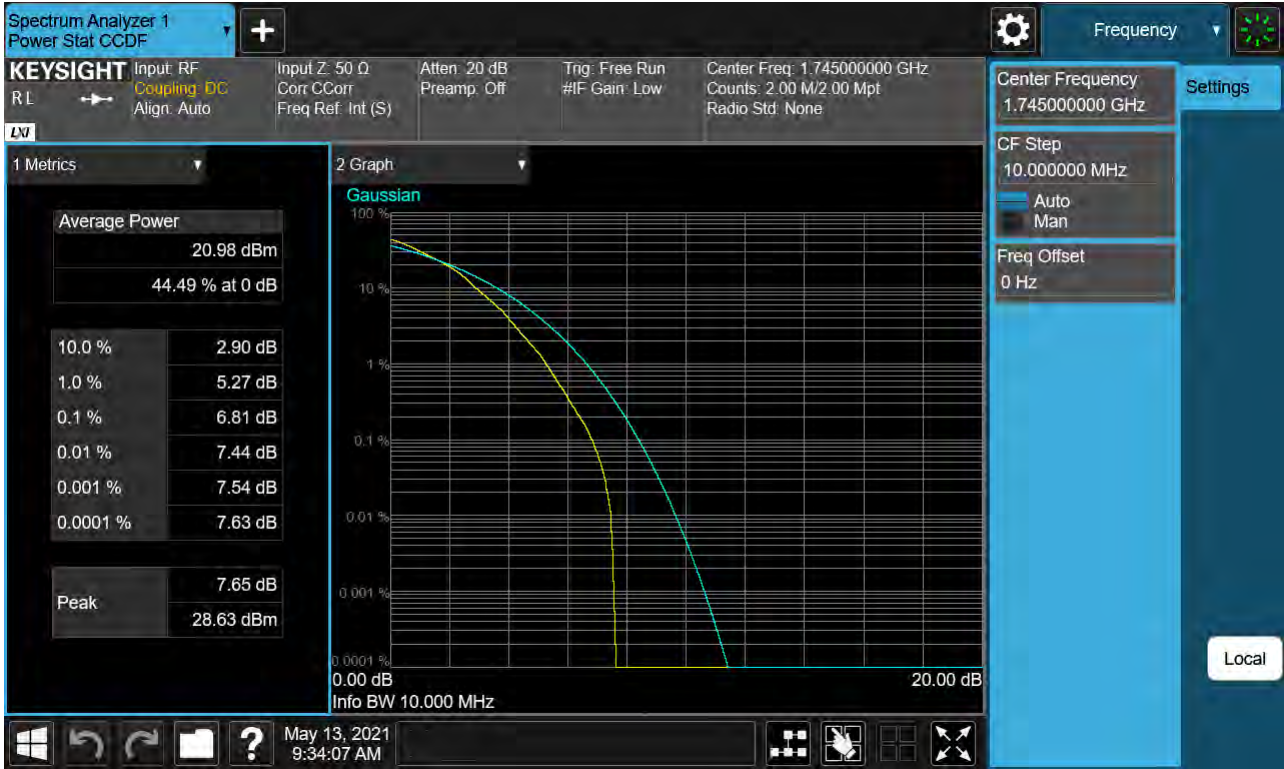 Spectrum Analyzer 1
Power Stat CCDF
Frequency
KEYSIGHT
RL
LXI
Input: RF
Coupling: DC
Align: Auto
Input Z: 50 Ω
Corr CCorr
Freq Ref: Int (S)
Atten: 20 dB
Preamp: Off
Trig: Free Run
#IF Gain: Low
Center Freq: 1.745000000 GHz
Counts: 2.00 M/2.00 Mpt
Radio Std: None
Center Frequency
1.745000000 GHz
Settings
CF Step
10.000000 MHz
Auto
Man
Freq Offset
0 Hz
1 Metrics
Average Power
20.98 dBm
44.49 % at 0 dB
10.0 % 2.90 dB
1.0 % 5.27 dB
0.1 % 6.81 dB
0.01 % 7.44 dB
0.001 % 7.54 dB
0.0001 % 7.63 dB
Peak
7.65 dB
28.63 dBm
2 Graph
Gaussian
100 %
10 %
1 %
0.1 %
0.01 %
0.001 %
0.0001 %
0.00 dB 20.00 dB
Info BW 10.000 MHz
Local
?
May 13, 2021
9:34:07 AM